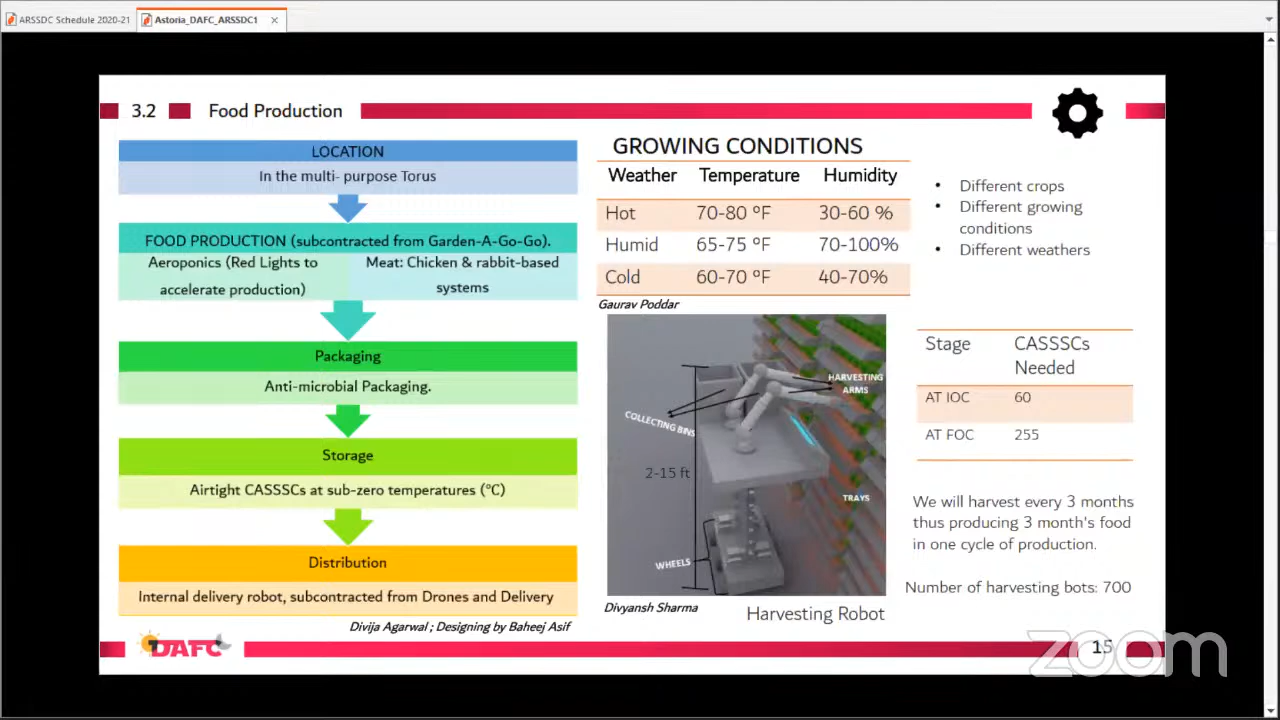 ARSSDC Schedule 2020-21
Astoria_DAFC_ARSSDC1
3.2
Food Production
LOCATION
In the multi- purpose Torus
FOOD PRODUCTION (subcontracted from Garden-A-Go-Go).
Aeroponics (Red Lights to
accelerate production)
Meat: Chicken & rabbit-based
systems
Packaging
Anti-microbial Packaging.
Storage
Airtight CASSSCs at sub-zero temperatures (°C)
Distribution
Internal delivery robot, subcontracted from Drones and Delivery
Divija Agarwal ; Designing by Baheej Asif
GROWING CONDITIONS
Weather Temperature Humidity
Hot 70-80 ºF 30-60 %
Humid 65-75 ºF 70-100%
Cold 60-70 ºF 40-70%
Gaurav Poddar
HARVESTING
ARMS
COLLECTING BINS
2-15 ft
TRAYS
WHEELS
Divyansh Sharma
Harvesting Robot
• Different crops
• Different growing
conditions
• Different weathers
Stage CASSSCs
Needed
AT IOC 60
AT FOC 255
We will harvest every 3 months
thus producing 3 month's food
in one cycle of production.
Number of harvesting bots: 700
DAFC
15
zoom